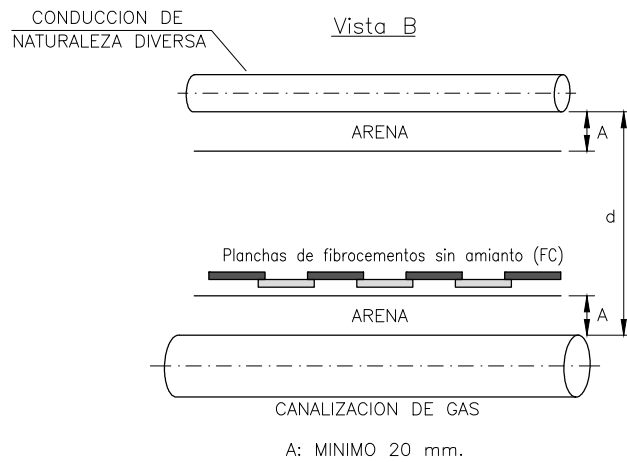 CONDUCCION DE
NATURALEZA DIVERSA
Vista B
ARENA
A
d
Planchas de fibrocementos sin amianto (FC)
ARENA
A
CANALIZACION DE GAS
A: MINIMO 20 mm.